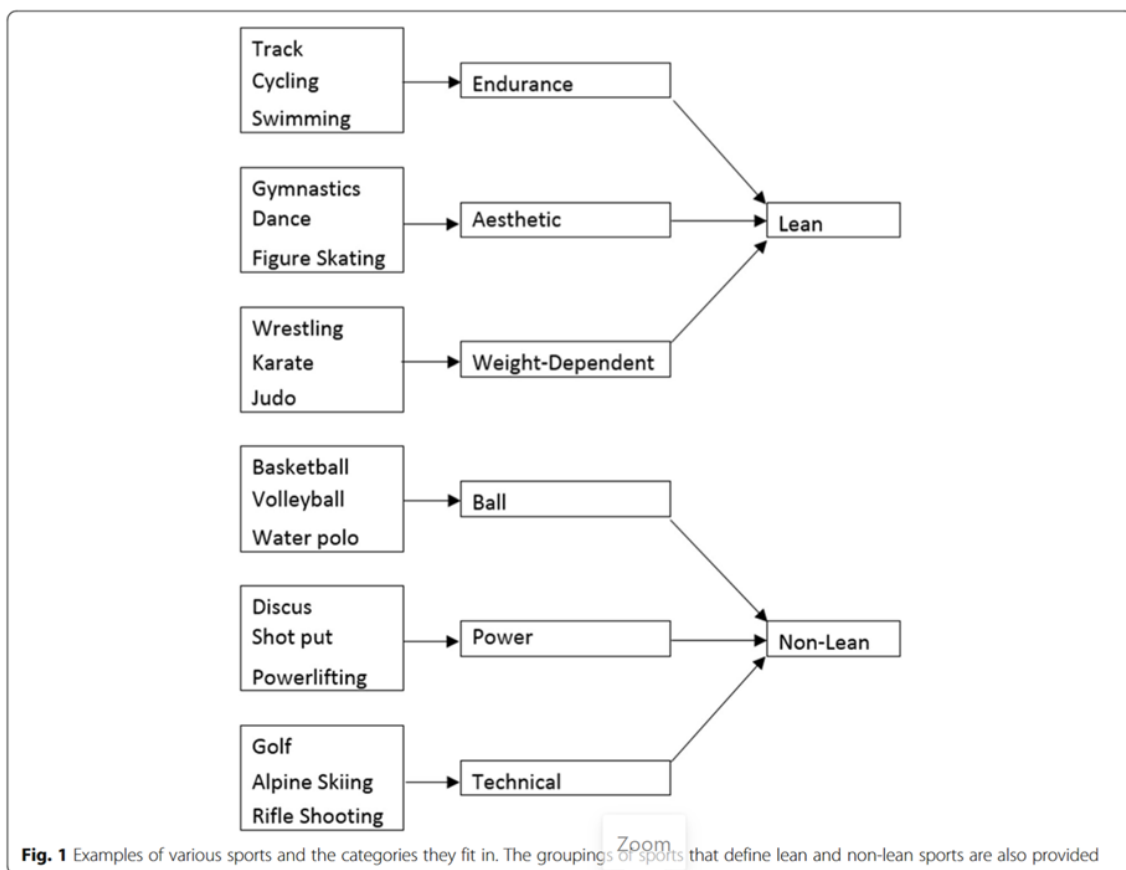 Track
Cycling
Swimming
Endurance
Gymnastics
Dance
Figure Skating
Aesthetic
Lean
Wrestling
Karate
Judo
Weight-Dependent
Basketball
Volleyball
Water polo
Ball
Discus
Shot put
Powerlifting
Power
Non-Lean
Golf
Alpine Skiing
Rifle Shooting
Technical
Zoom
Fig. 1 Examples of various sports and the categories they fit in. The groupings of sports that define lean and non-lean sports are also provided